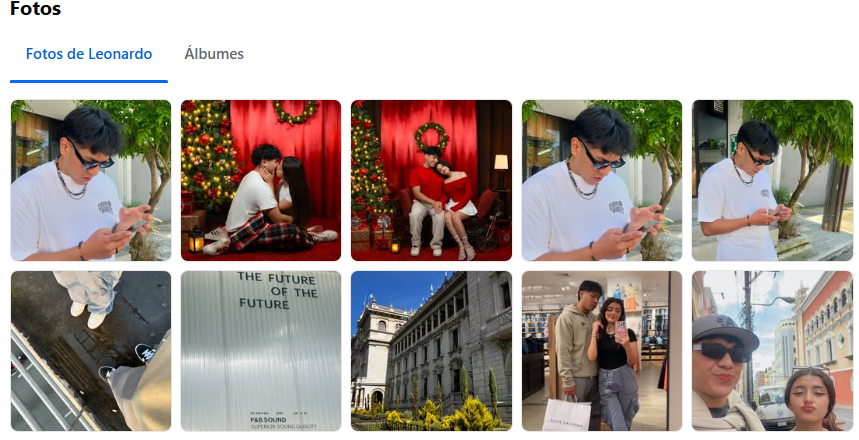 Fotos
Fotos de Leonardo
Álbumes
THE FUTURE
OF THE
FUTURE
P&B SOUND
SUPERIOR SOUND QUALITY